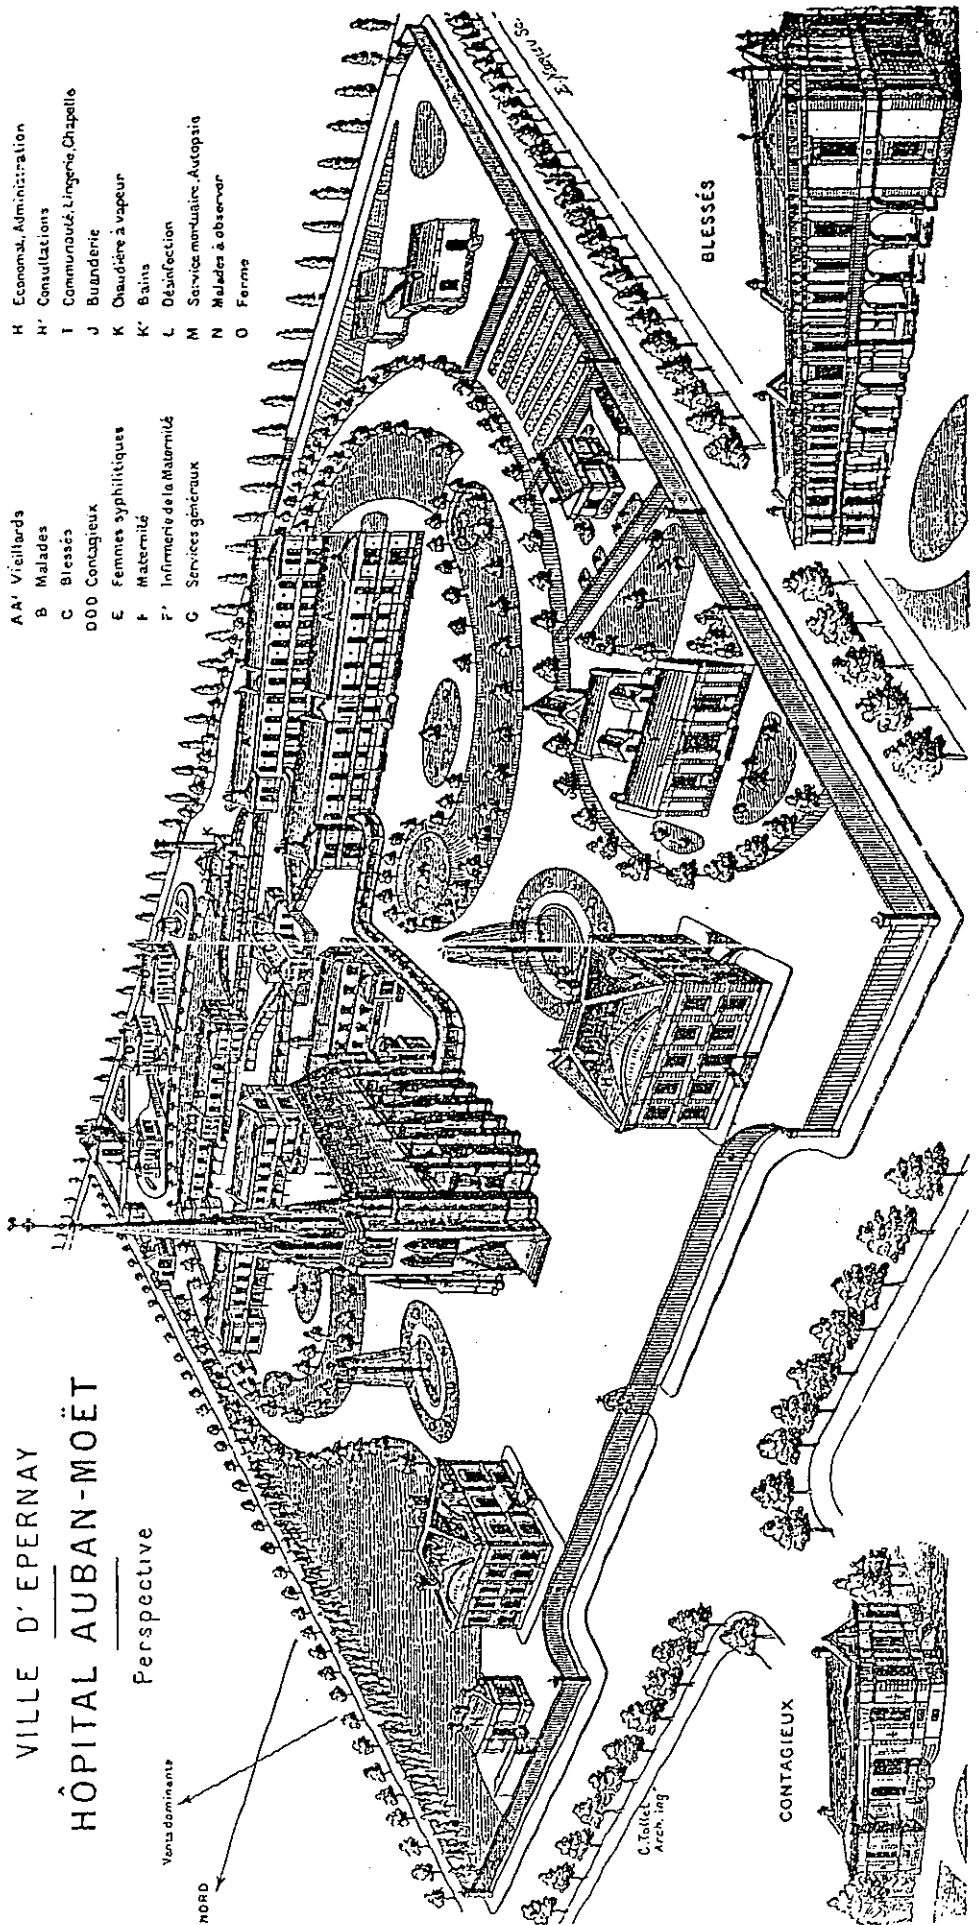 VILLE D'EPERNAY
HÔPITAL AUBAN-MOËT
Perspective
AA' Vieillards
B Malades
C Blessés
DDD Contagieux
E Femmes syphilitiques
F Maternité
F' Infirmerie de la Maternité
G Services généraux
H Economat, Administration
H' Consultations
I Communauté, Lingerie, Chapelle
J Buanderie
K Chaudière à vapeur
K' Bains
L Désinfection
M Service mortuaire, Autopsie
N Malades à observer
O Ferme
NORD
Vents dominants
C. Tollet
Arch. ing
CONTAGIEUX
BLESSÉS